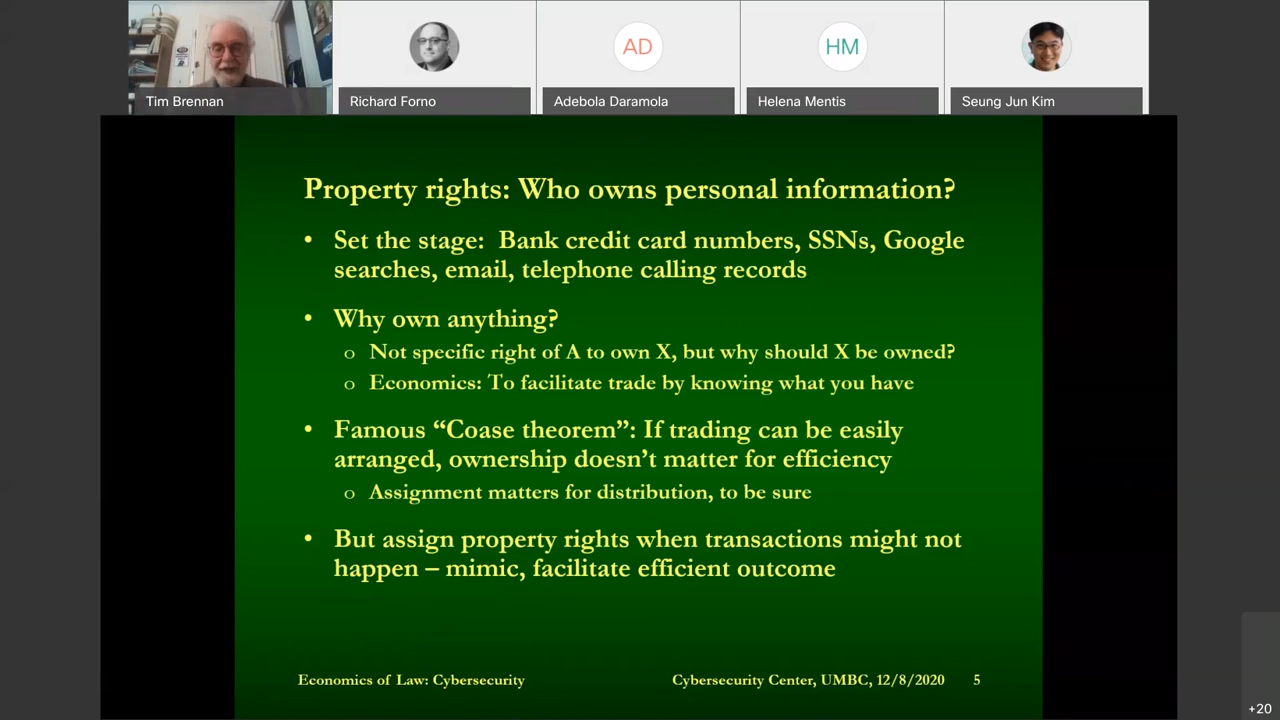 Tim Brennan
Richard Forno
AD
Adebola Daramola
HM
Helena Mentis
Seung Jun Kim
Property rights: Who owns personal information?
• Set the stage:  Bank credit card numbers, SSNs, Google
searches, email, telephone calling records
• Why own anything?
o Not specific right of A to own X, but why should X be owned?
o Economics: To facilitate trade by knowing what you have
• Famous “Coase theorem”: If trading can be easily
arranged, ownership doesn’t matter for efficiency
o Assignment matters for distribution, to be sure
• But assign property rights when transactions might not
happen – mimic, facilitate efficient outcome
Economics of Law: Cybersecurity
Cybersecurity Center, UMBC, 12/8/2020
5
+20